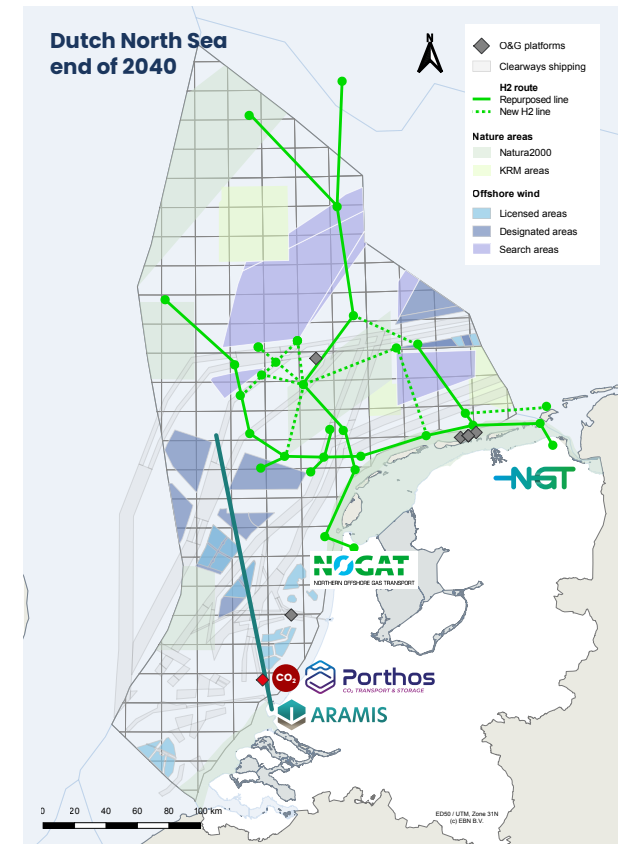 Dutch North Sea
end of 2040
N
O&G platforms
Clearways shipping
H2 route
Repurposed line
New H2 line
Nature areas
Natura2000
KRM areas
Offshore wind
Licensed areas
Designated areas
Search areas
NGT
NOGAT
NORTHERN OFFSHORE GAS TRANSPORT
CO₂
Porthos
CO₂ TRANSPORT & STORAGE
ARAMIS
0 20 40 60 80 100 km
ED50 / UTM, Zone 31N
(c) EBN B.V.